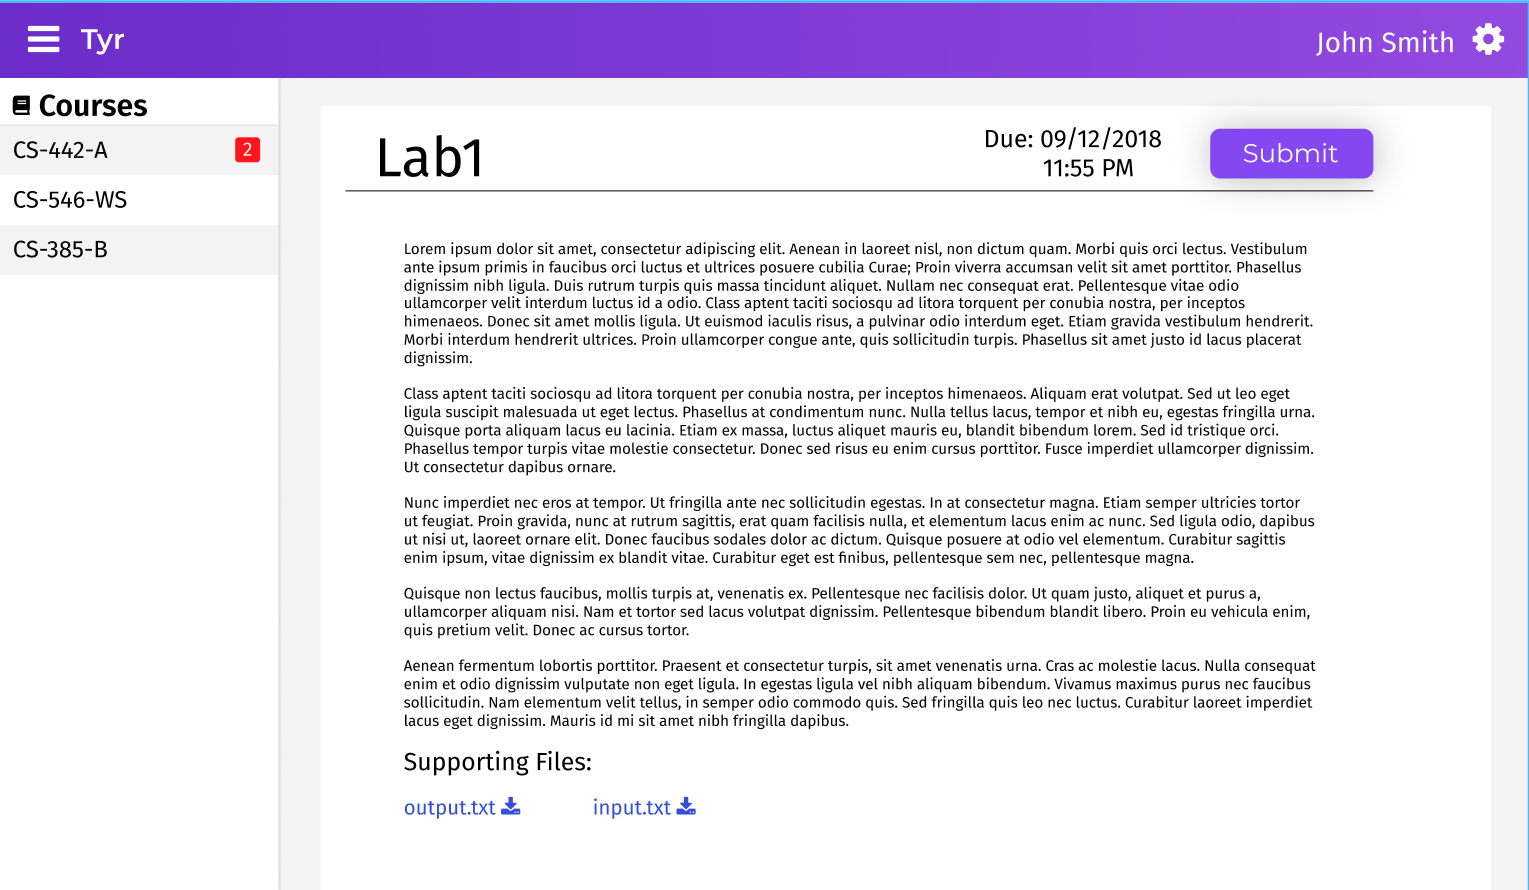 Tyr
John Smith
Courses
CS-442-A
2
CS-546-WS
CS-385-B
Lab1
Due: 09/12/2018
11:55 PM
Submit
Lorem ipsum dolor sit amet, consectetur adipiscing elit. Aenean in laoreet nisl, non dictum quam. Morbi quis orci lectus. Vestibulum
ante ipsum primis in faucibus orci luctus et ultrices posuere cubilia Curae; Proin viverra accumsan velit sit amet porttitor. Phasellus
dignissim nibh ligula. Duis rutrum turpis quis massa tincidunt aliquet. Nullam nec consequat erat. Pellentesque vitae odio
ullamcorper velit interdum luctus id a odio. Class aptent taciti sociosqu ad litora torquent per conubia nostra, per inceptos
himenaeos. Donec sit amet mollis ligula. Ut euismod iaculis risus, a pulvinar odio interdum eget. Etiam gravida vestibulum hendrerit.
Morbi interdum hendrerit ultrices. Proin ullamcorper congue ante, quis sollicitudin turpis. Phasellus sit amet justo id lacus placerat
dignissim.
Class aptent taciti sociosqu ad litora torquent per conubia nostra, per inceptos himenaeos. Aliquam erat volutpat. Sed ut leo eget
ligula suscipit malesuada ut eget lectus. Phasellus at condimentum nunc. Nulla tellus lacus, tempor et nibh eu, egestas fringilla urna.
Quisque porta aliquam lacus eu lacinia. Etiam ex massa, luctus aliquet mauris eu, blandit bibendum lorem. Sed id tristique orci.
Phasellus tempor turpis vitae molestie consectetur. Donec sed risus eu enim cursus porttitor. Fusce imperdiet ullamcorper dignissim.
Ut consectetur dapibus ornare.
Nunc imperdiet nec eros at tempor. Ut fringilla ante nec sollicitudin egestas. In at consectetur magna. Etiam semper ultricies tortor
ut feugiat. Proin gravida, nunc at rutrum sagittis, erat quam facilisis nulla, et elementum lacus enim ac nunc. Sed ligula odio, dapibus
ut nisi ut, laoreet ornare elit. Donec faucibus sodales dolor ac dictum. Quisque posuere at odio vel elementum. Curabitur sagittis
enim ipsum, vitae dignissim ex blandit vitae. Curabitur eget est finibus, pellentesque sem nec, pellentesque magna.
Quisque non lectus faucibus, mollis turpis at, venenatis ex. Pellentesque nec facilisis dolor. Ut quam justo, aliquet et purus a,
ullamcorper aliquam nisi. Nam et tortor sed lacus volutpat dignissim. Pellentesque bibendum blandit libero. Proin eu vehicula enim,
quis pretium velit. Donec ac cursus tortor.
Aenean fermentum lobortis porttitor. Praesent et consectetur turpis, sit amet venenatis urna. Cras ac molestie lacus. Nulla consequat
enim et odio dignissim vulputate non eget ligula. In egestas ligula vel nibh aliquam bibendum. Vivamus maximus purus nec faucibus
sollicitudin. Nam elementum velit tellus, in semper odio commodo quis. Sed fringilla quis leo nec luctus. Curabitur laoreet imperdiet
lacus eget dignissim. Mauris id mi sit amet nibh fringilla dapibus.
Supporting Files:
output.txt
input.txt